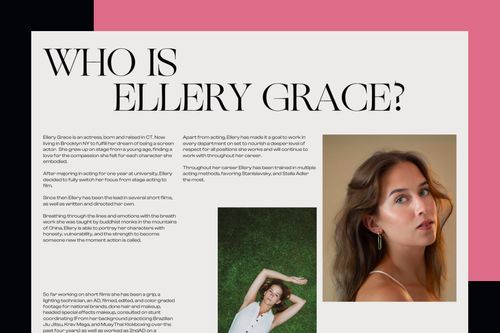 WHO IS
ELLERY GRACE?
Ellery Grace is an actress, born and raised in CT. Now
living in Brooklyn NY to fulfill her dream of being a screen
actor. She grew up on stage from a young age, finding a
love for the compassion she felt for each character she
embodied.
After majoring in acting for one year at university, Ellery
decided to fully switch her focus from stage acting to
film.
Since then Ellery has been the lead in several short films,
as well as written and directed her own.
Breathing through the lines and emotions with the breath
work she was taught by buddhist monks in the mountains
of China, Ellery is able to portray her characters with
honesty, vulnerability, and the strength to become
someone new the moment action is called.
So far working on short films she has been a grip, a
lighting technician, an AD, filmed, edited, and color graded
footage for national brands, done hair and makeup,
headed special effects makeup, consulted on stunt
coordinating (From her background practicing Brazilian
Jiu Jitsu, Krav Maga, and Muay Thai Kickboxing over the
past four years) as well as worked as 2nd AD on a
Apart from acting, Ellery has made it a goal to work in
every department on set to nourish a deeper level of
respect for all positions she works and will continue to
work with throughout her career.
Throughout her career Ellery has been trained in multiple
acting methods, favoring Stanislavsky, and Stella Adler
the most.